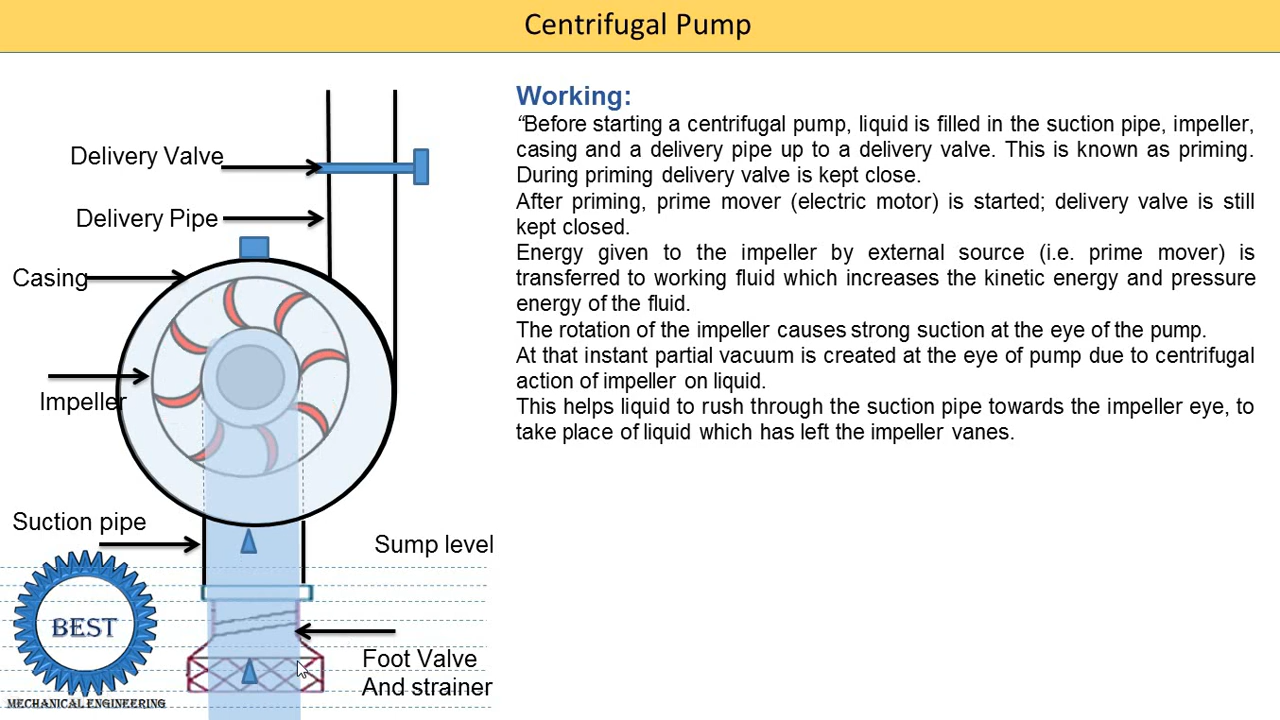 Centrifugal Pump
Delivery Valve
Delivery Pipe
Casing
Impeller
Suction pipe
Sump level
BEST
MECHANICAL ENGINEERING
Foot Valve
And strainer
Working:
“Before starting a centrifugal pump, liquid is filled in the suction pipe, impeller,
casing and a delivery pipe up to a delivery valve. This is known as priming.
During priming delivery valve is kept close.
After priming, prime mover (electric motor) is started; delivery valve is still
kept closed.
Energy given to the impeller by external source (i.e. prime mover) is
transferred to working fluid which increases the kinetic energy and pressure
energy of the fluid.
The rotation of the impeller causes strong suction at the eye of the pump.
At that instant partial vacuum is created at the eye of pump due to centrifugal
action of impeller on liquid.
This helps liquid to rush through the suction pipe towards the impeller eye, to
take place of liquid which has left the impeller vanes.